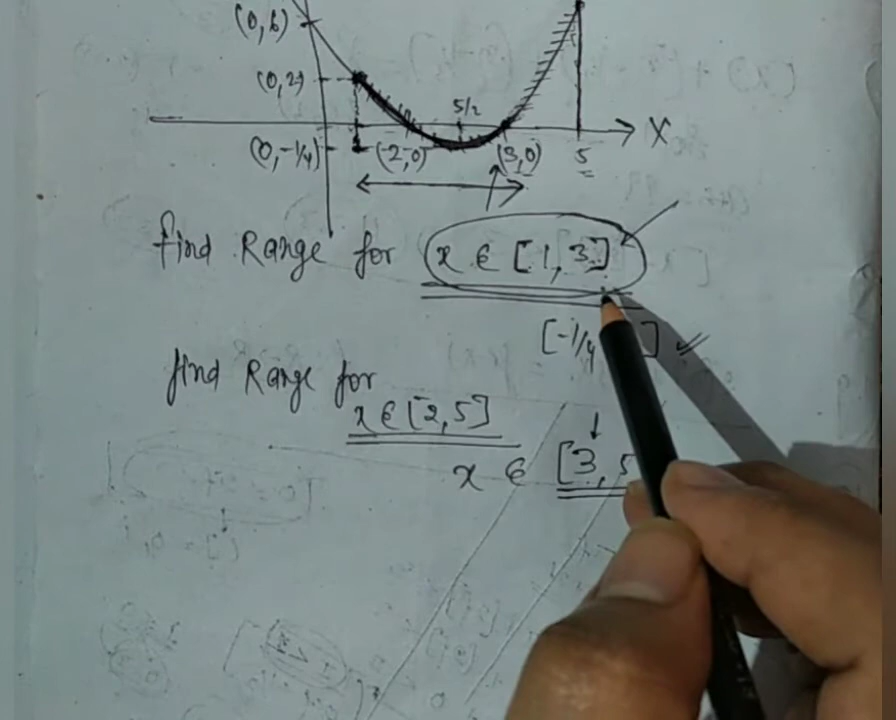 (0,6)
(0,2)
5/2
X
(0,-1/4)
(-2,0)
(3,0)
5
find Range for x ∈ [1,3]
[-1/4 ]
find Range for
x ∈ [2,5]
x ∈ [3,5